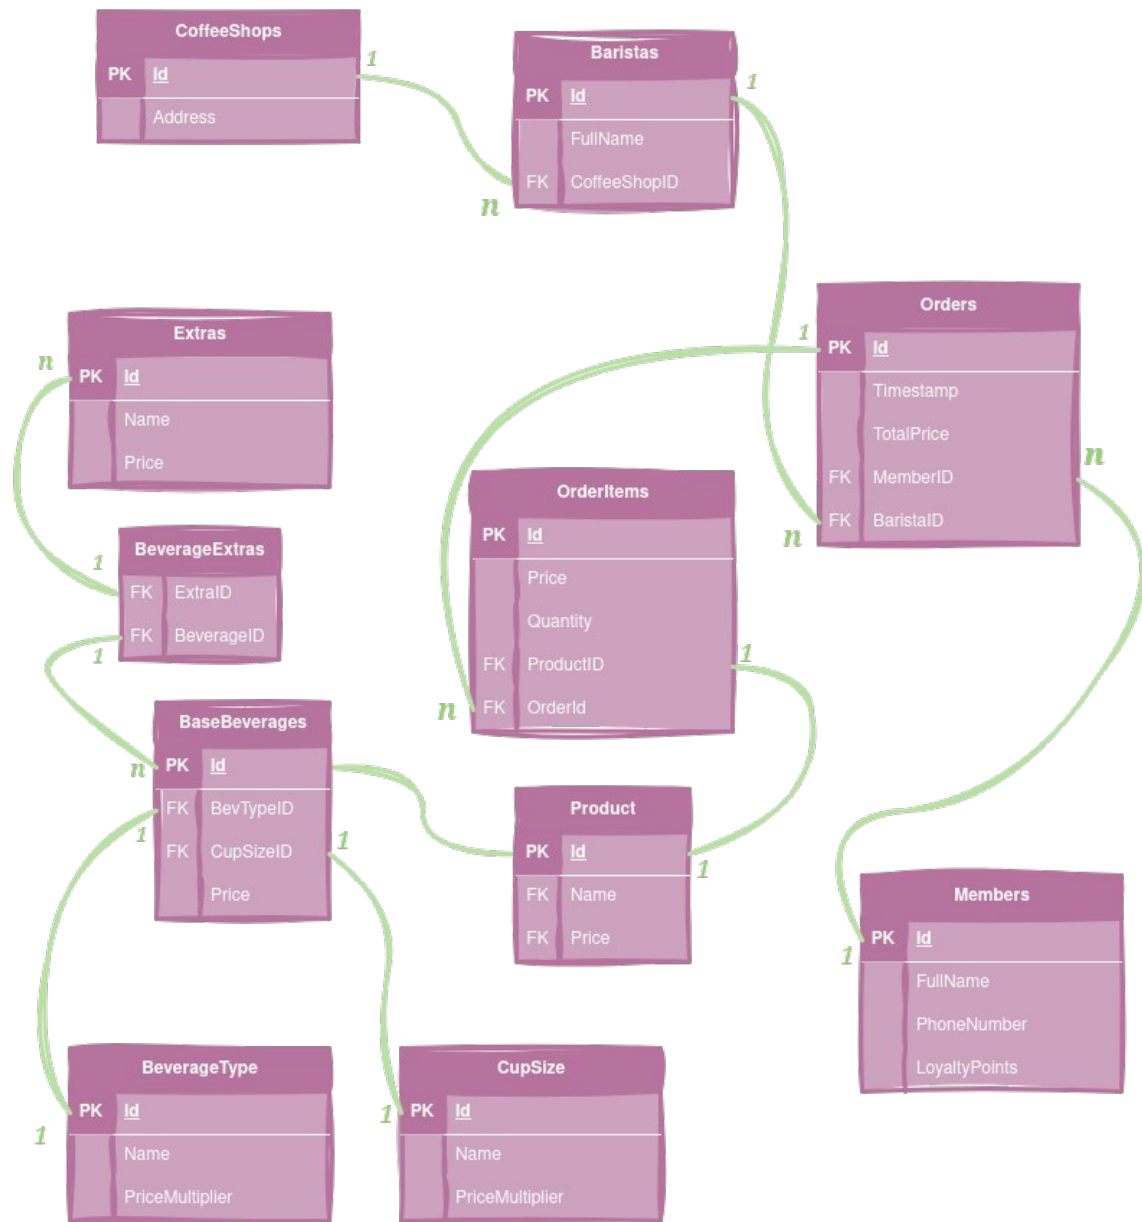 CoffeeShops
PK Id
Address
1
n
Baristas
PK Id
FullName
FK CoffeeShopID
1
n
Orders
1
PK Id
Timestamp
TotalPrice
FK MemberID
n
FK BaristaID
Extras
n
PK Id
Name
Price
BeverageExtras
1
FK ExtraID
FK BeverageID
1
OrderItems
PK Id
Price
Quantity
FK ProductID
1
n
FK OrderId
BaseBeverages
n
PK Id
FK BevTypeID
1
FK CupSizeID
1
Price
Product
PK Id
1
FK Name
FK Price
Members
PK Id
1
FullName
PhoneNumber
LoyaltyPoints
BeverageType
PK Id
1
Name
PriceMultiplier
CupSize
1
PK Id
Name
PriceMultiplier